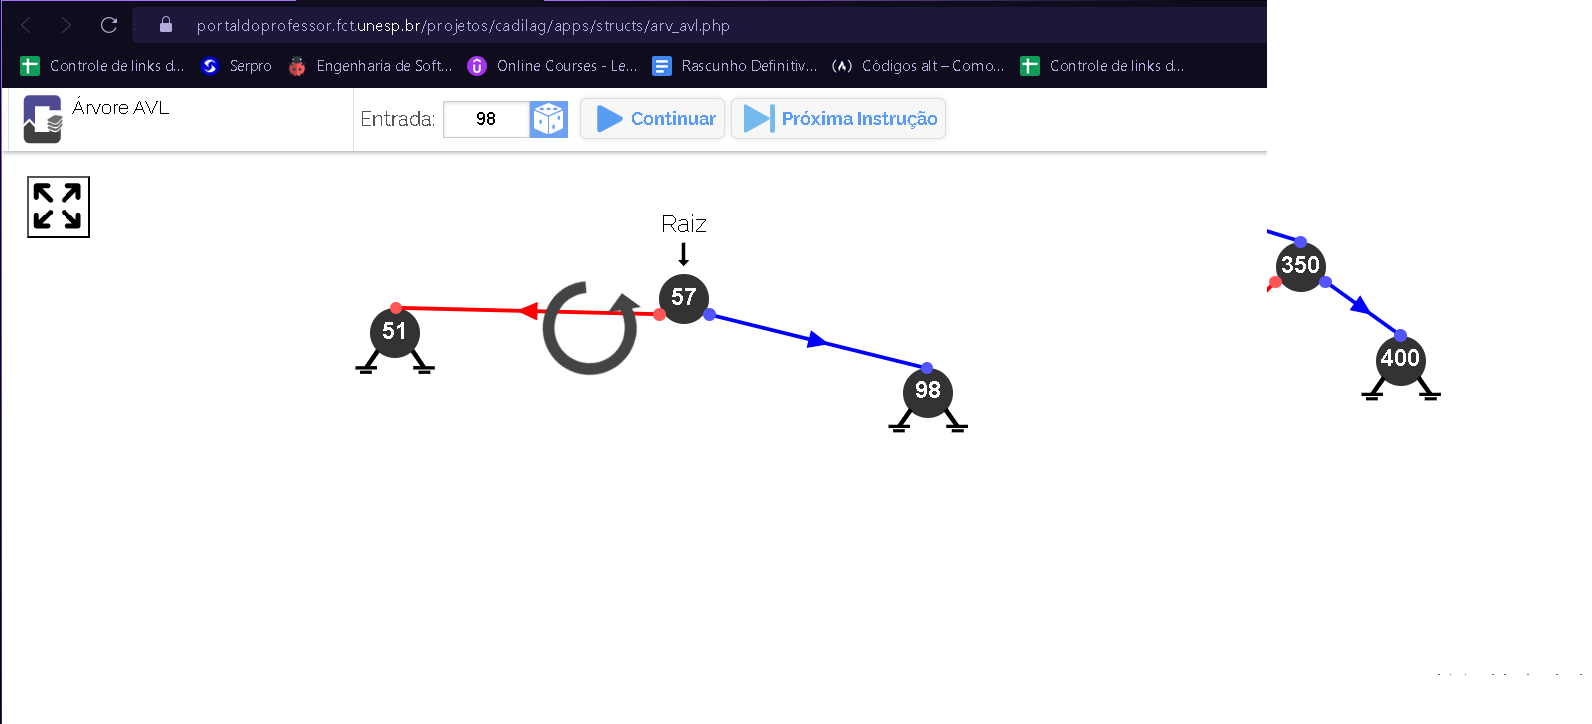 portaldoprofessor.fct.unesp.br/projetos/cadilag/apps/structs/arv_avl.php
Controle de links d... Serpro Engenharia de Soft... Online Courses - Le... Rascunho Definitiv... Códigos alt – Como... Controle de links d...
Árvore AVL
Entrada: 98 Continuar Próxima Instrução
Raiz
350
57
51
400
98